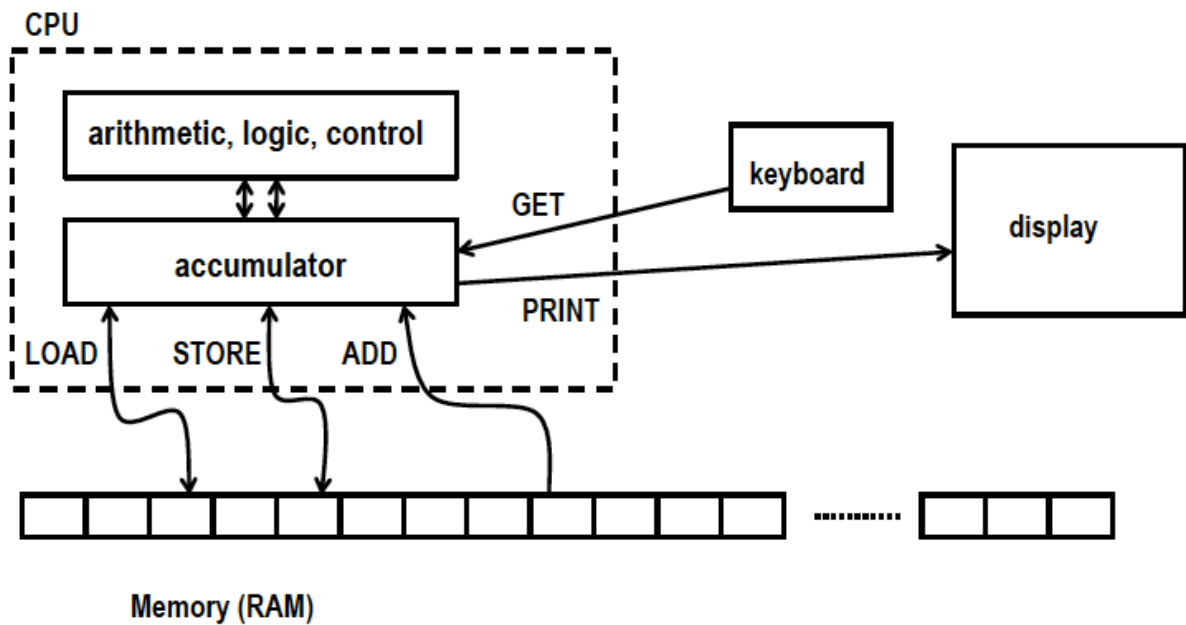 CPU
arithmetic, logic, control
keyboard
GET
display
accumulator
PRINT
LOAD STORE ADD
Memory (RAM)